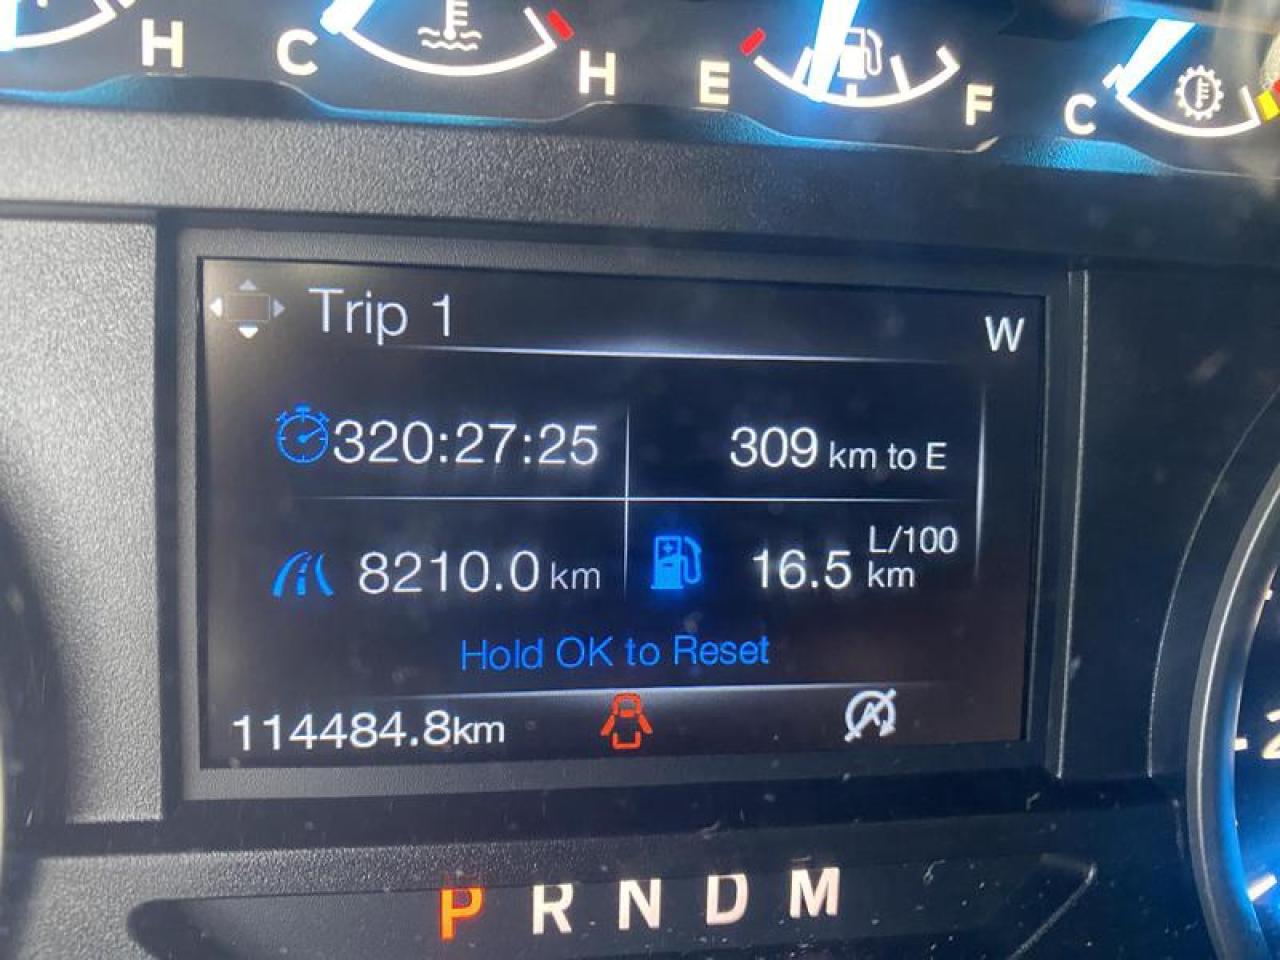 H C H E F C
Trip 1
W
320:27:25
309 km to E
8210.0 km
16.5 L/100 km
Hold OK to Reset
114484.8km
P R N D M
2